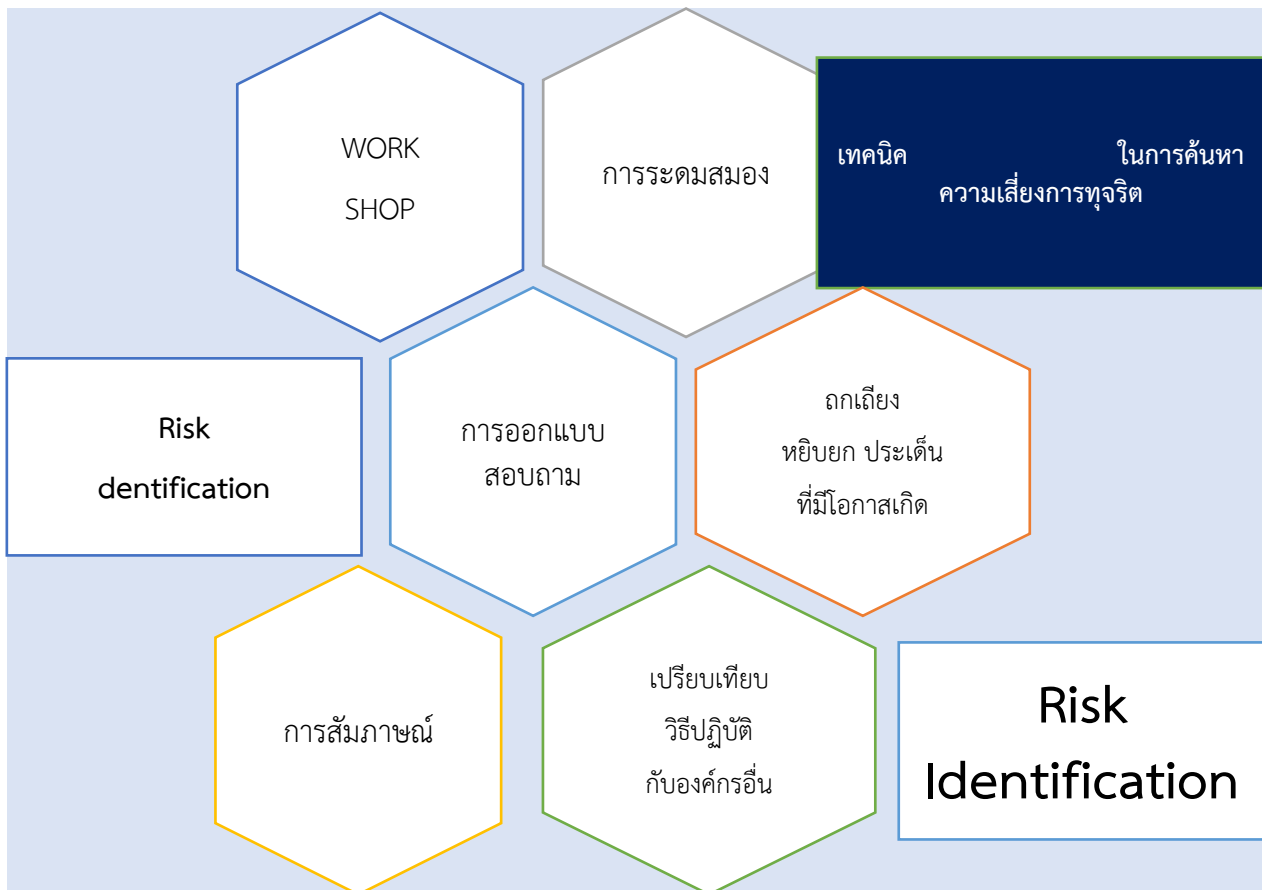 WORK
SHOP
การระดมสมอง
เทคนิค ในการค้นหา
ความเสี่ยงการทุจริต
Risk
dentification
การออกแบบ
สอบถาม
ถกเถียง
หยิบยก ประเด็น
ที่มีโอกาสเกิด
การสัมภาษณ์
เปรียบเทียบ
วิธีปฏิบัติ
กับองค์กรอื่น
Risk
Identification